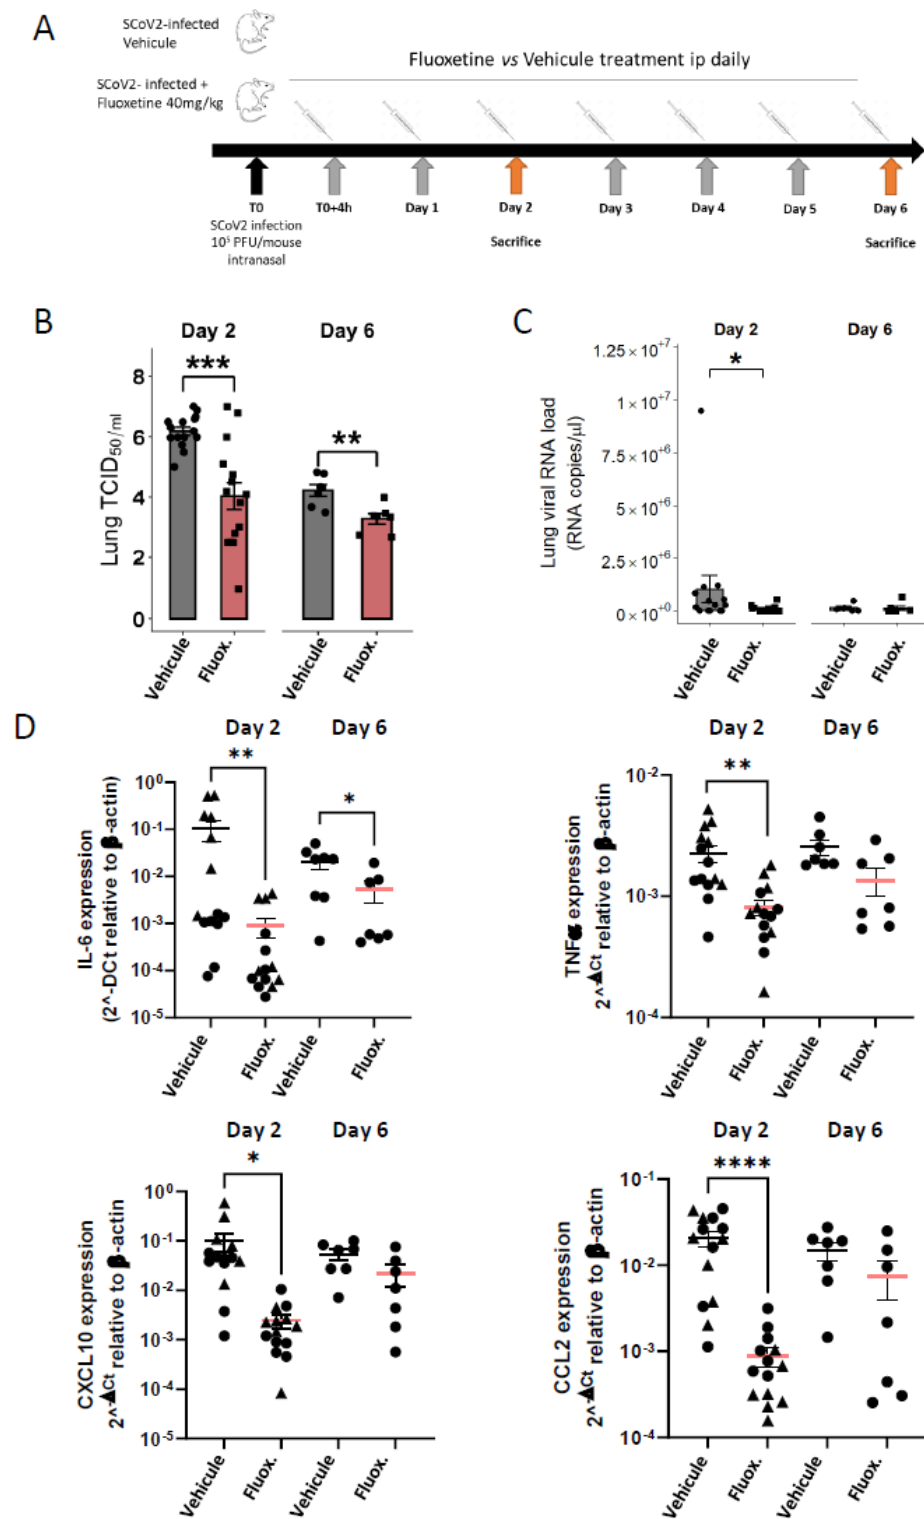 A
SCoV2-infected
Vehicule
SCoV2- infected +
Fluoxetine 40mg/kg
Fluoxetine vs Vehicule treatment ip daily
T0
T0+4h
Day 1
Day 2
Day 3
Day 4
Day 5
Day 6
SCoV2 infection
10⁵ PFU/mouse
intranasal
Sacrifice
Sacrifice
B
Day 2
Day 6
Lung TCID50/ml
8
6
4
2
0
***
**
Vehicule
Fluox.
Vehicule
Fluox.
C
Day 2
Day 6
Lung viral RNA load
(RNA copies/µl)
1.25 × 10⁺⁷
1 × 10⁺⁷
7.5 × 10⁺⁶
5 × 10⁺⁶
2.5 × 10⁺⁶
0 × 10⁺⁰
*
Vehicule
Fluox.
Vehicule
Fluox.
D
Day 2
Day 6
IL-6 expression
(2^-DCt relative to -actin)
10⁰
10⁻¹
10⁻²
10⁻³
10⁻⁴
10⁻⁵
**
*
Vehicule
Fluox.
Vehicule
Fluox.
Day 2
Day 6
TNF expression
2^-Ct relative to -actin
10⁻²
10⁻³
10⁻⁴
**
Vehicule
Fluox.
Vehicule
Fluox.
Day 2
Day 6
CXCL10 expression
2^-Ct relative to -actin
10⁰
10⁻¹
10⁻²
10⁻³
10⁻⁴
10⁻⁵
*
Vehicule
Fluox.
Vehicule
Fluox.
Day 2
Day 6
CCL2 expression
2^-Ct relative to -actin
10⁻¹
10⁻²
10⁻³
10⁻⁴
****
Vehicule
Fluox.
Vehicule
Fluox.